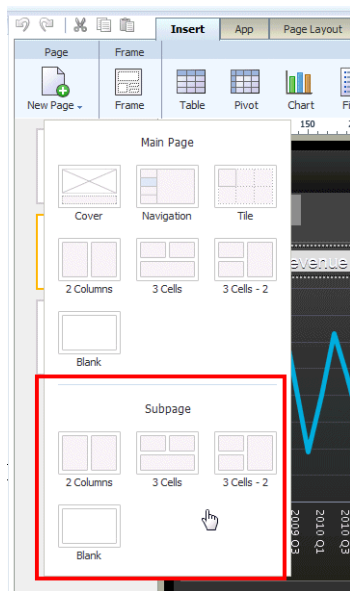 Insert App Page Layout
Page Frame
New Page Frame Table Pivot Chart
150
Main Page
Cover Navigation Tile
evenue
2 Columns 3 Cells 3 Cells - 2
Blank
Subpage
2 Columns 3 Cells 3 Cells - 2
Blank
2009 Q3
2010 Q1
2010 Q3